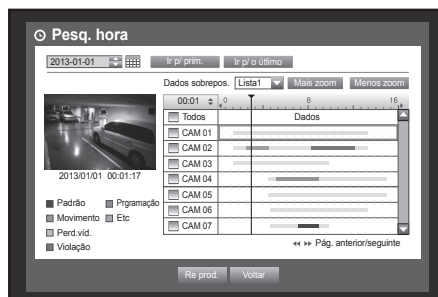 Pesq. hora
2013-01-01 Ir p/ prim. Ir p/ o útlimo
Dados sobrepos. Lista1 Mais zoom Menos zoom
00:01 0 8 16
Todos Dados
CAM 01
CAM 02
CAM 03
CAM 04
CAM 05
CAM 06
CAM 07
2013/01/01 00:01:17
Padrão Prgramação
Movimento Etc
Perd.víd.
Violação
Pág. anterior/seguinte
Re prod. Voltar